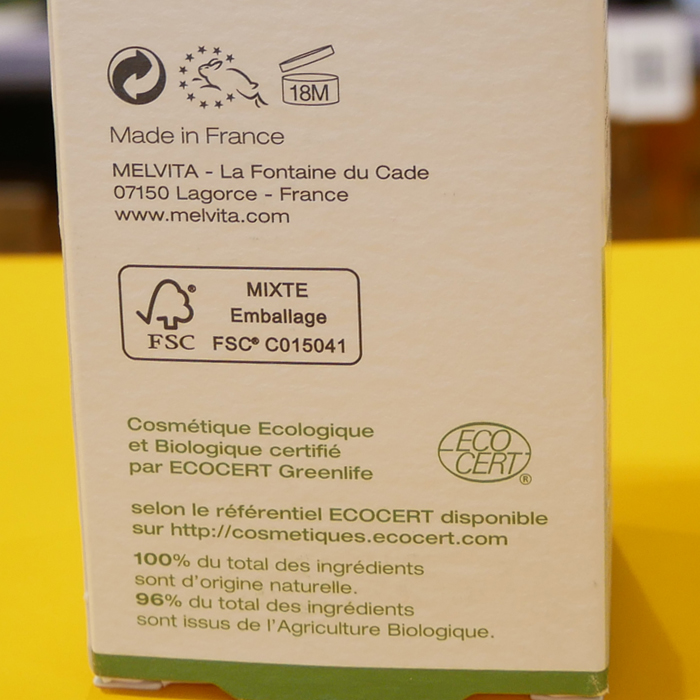 18M
Made in France
MELVITA - La Fontaine du Cade
07150 Lagorce - France
www.melvita.com
MIXTE
Emballage
FSC® FSC® C015041
Cosmétique Ecologique
et Biologique certifié
par ECOCERT Greenlife
ECO
CERT®
selon le référentiel ECOCERT disponible
sur http://cosmetiques.ecocert.com
100% du total des ingrédients
sont d'origine naturelle.
96% du total des ingrédients
sont issus de l'Agriculture Biologique.